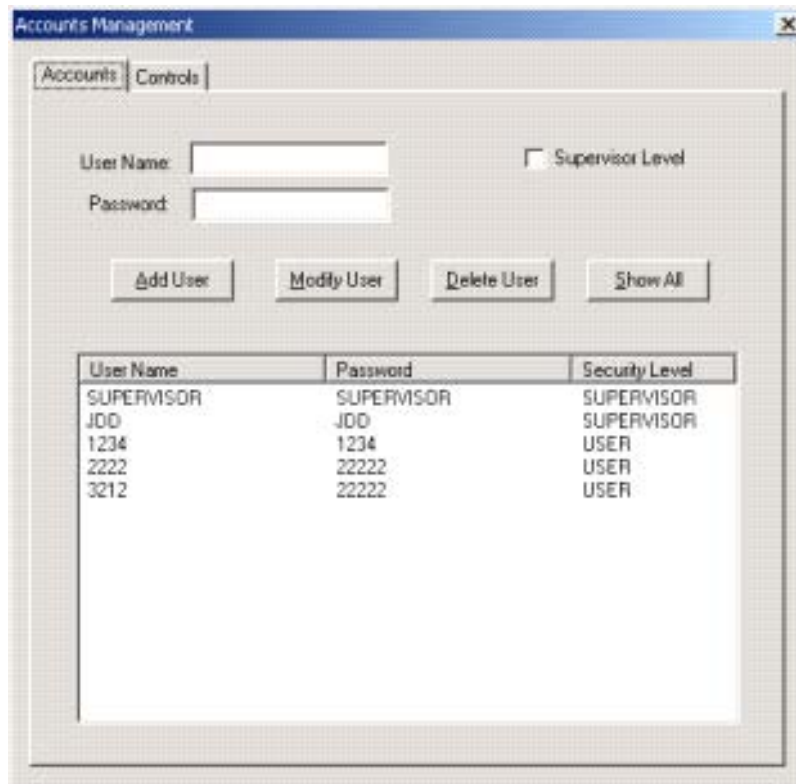 Accounts Management
Accounts Controls
User Name: Supervisor Level
Password:
Add User Modify User Delete User Show All
User Name Password Security Level
SUPERVISOR SUPERVISOR SUPERVISOR
JDD JDD SUPERVISOR
1234 1234 USER
2222 22222 USER
3212 22222 USER